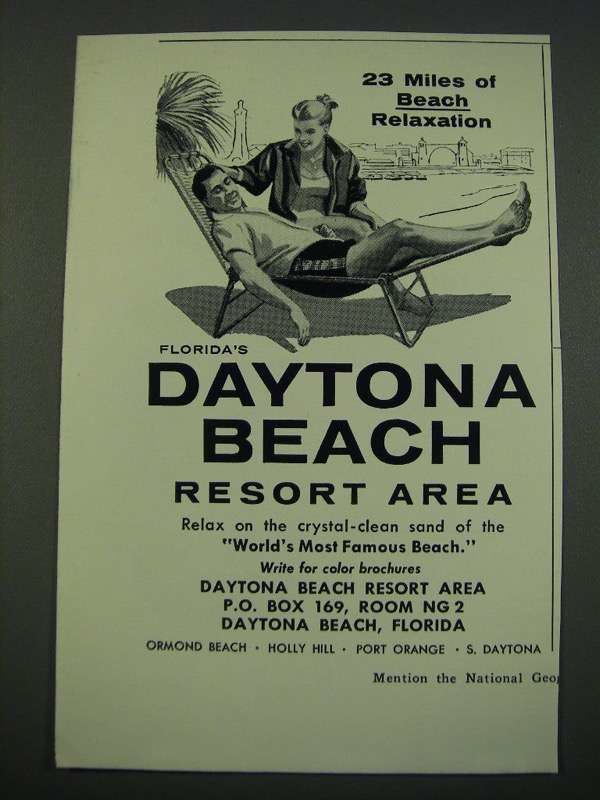 23 Miles of
Beach
Relaxation
FLORIDA'S
DAYTONA
BEACH
RESORT AREA
Relax on the crystal-clean sand of the
"World's Most Famous Beach."
Write for color brochures
DAYTONA BEACH RESORT AREA
P.O. BOX 169, ROOM NG 2
DAYTONA BEACH, FLORIDA
ORMOND BEACH • HOLLY HILL • PORT ORANGE • S. DAYTONA
Mention the National Geo